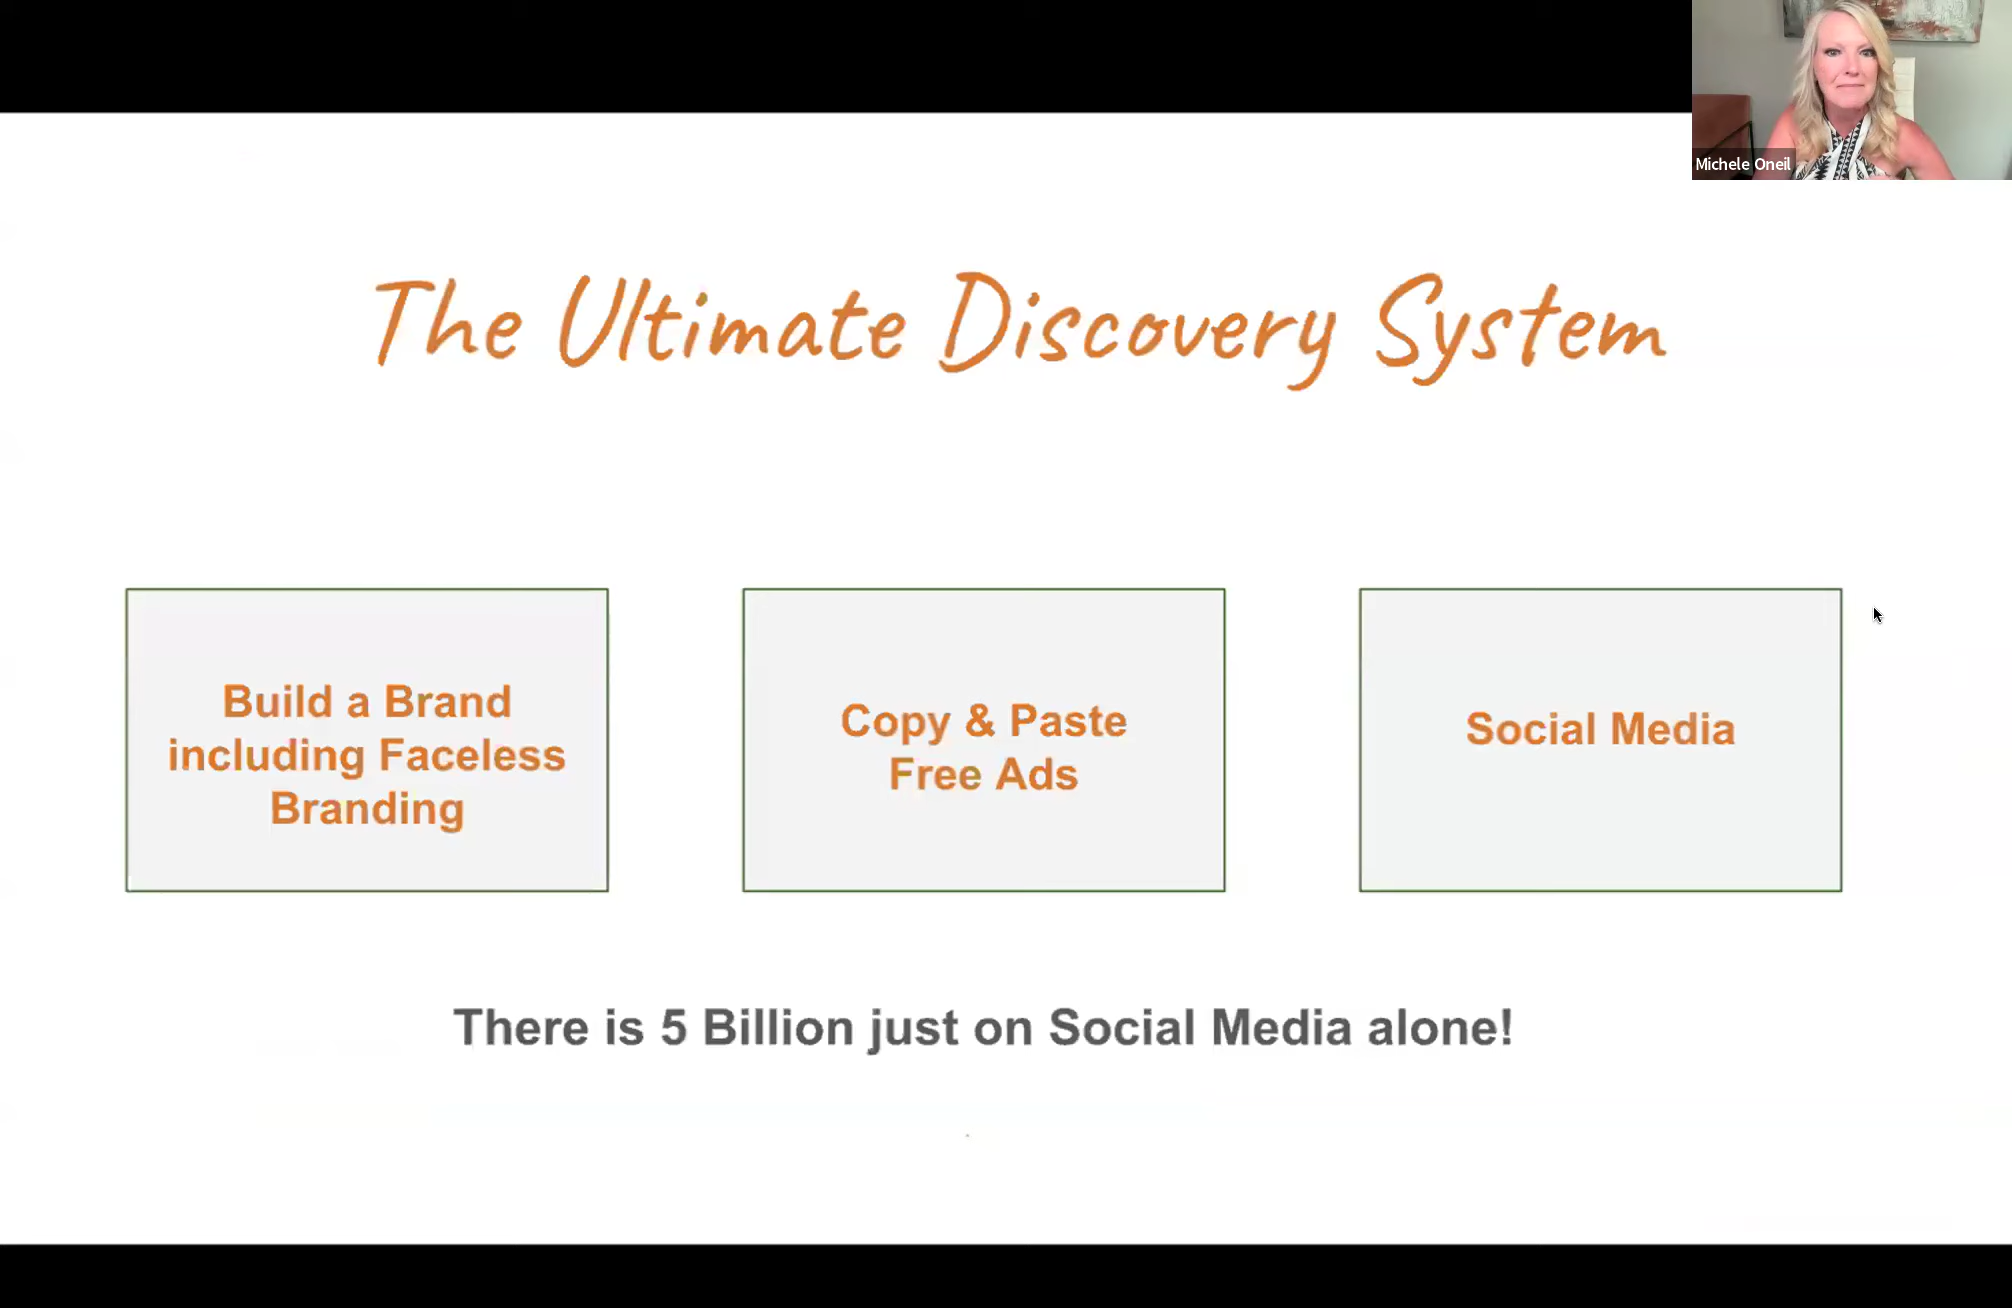 Michele Oneil
The Ultimate Discovery System
Build a Brand
including Faceless
Branding
Copy & Paste
Free Ads
Social Media
There is 5 Billion just on Social Media alone!